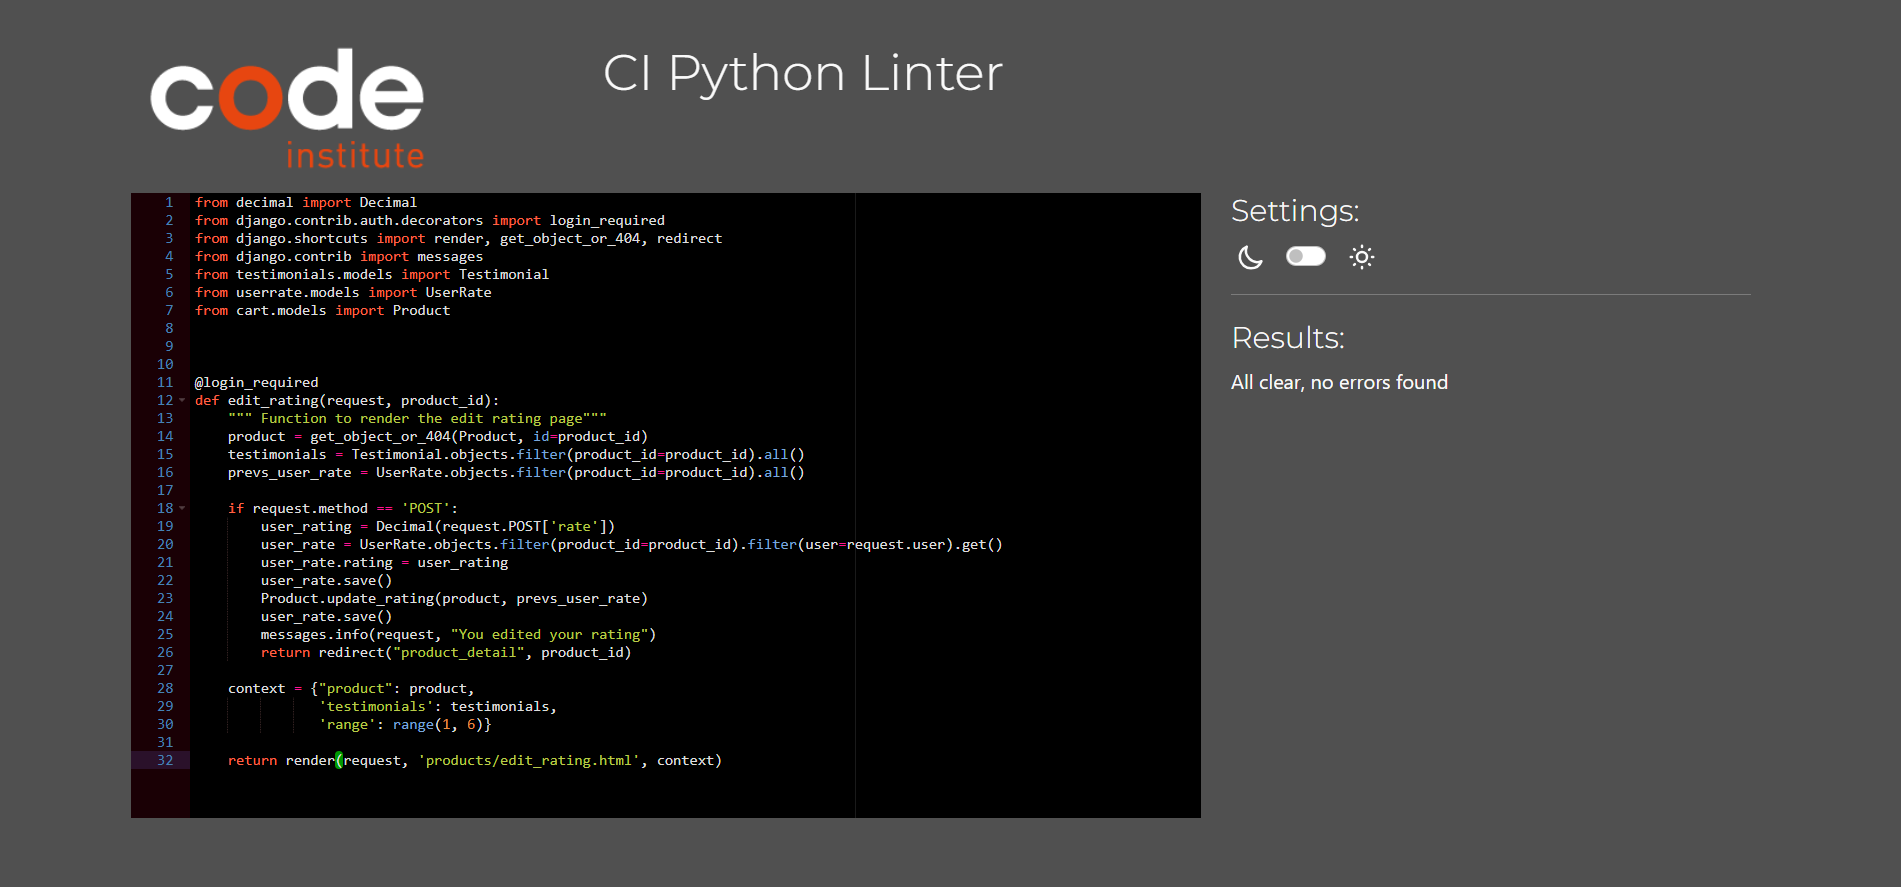 code
institute
CI Python Linter
1 from decimal import Decimal
2 from django.contrib.auth.decorators import login_required
3 from django.shortcuts import render, get_object_or_404, redirect
4 from django.contrib import messages
5 from testimonials.models import Testimonial
6 from userrate.models import UserRate
7 from cart.models import Product
8
9
10
11 @login_required
12 def edit_rating(request, product_id):
13     """ Function to render the edit rating page"""
14     product = get_object_or_404(Product, id=product_id)
15     testimonials = Testimonial.objects.filter(product_id=product_id).all()
16     prevs_user_rate = UserRate.objects.filter(product_id=product_id).all()
17
18     if request.method == 'POST':
19         user_rating = Decimal(request.POST['rate'])
20         user_rate = UserRate.objects.filter(product_id=product_id).filter(user=request.user).get()
21         user_rate.rating = user_rating
22         user_rate.save()
23         Product.update_rating(product, prevs_user_rate)
24         user_rate.save()
25         messages.info(request, "You edited your rating")
26         return redirect("product_detail", product_id)
27
28     context = {"product": product,
29                'testimonials': testimonials,
30                'range': range(1, 6)}
31
32     return render(request, 'products/edit_rating.html', context)
Settings:
Results:
All clear, no errors found